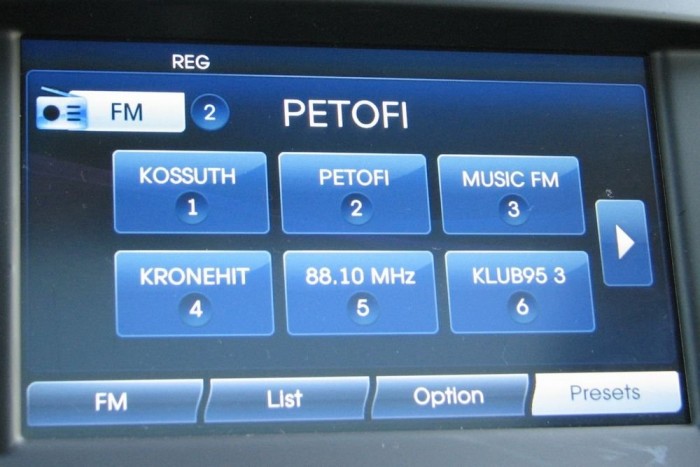 REG
FM 2 PETOFI
KOSSUTH PETOFI MUSIC FM
1 2 3
KRONEHIT 88.10 MHz KLUB95 3
4 5 6
FM List Option Presets